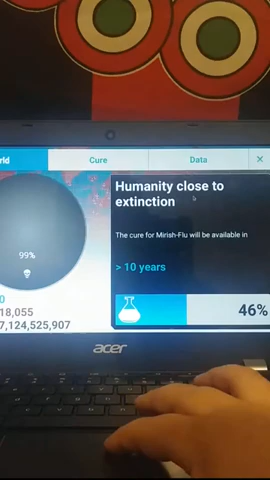 rld
Cure
Data
×
Humanity close to
extinction
The cure for Mirish-Flu will be available in
> 10 years
99%
0
18,055
7,124,525,907
46%
acer